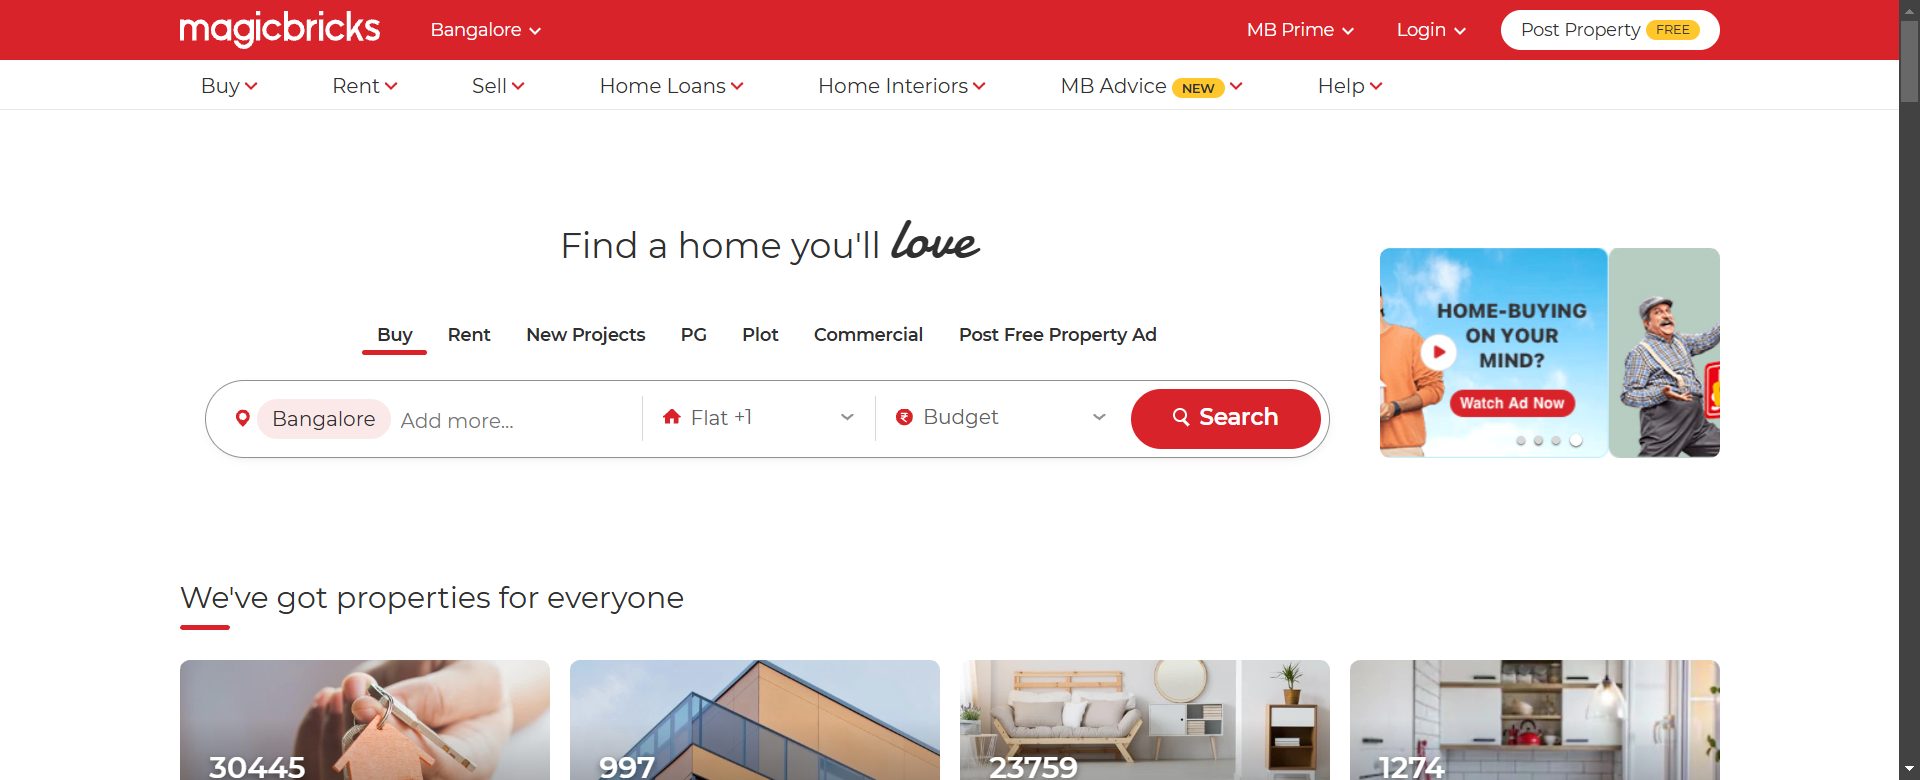 magicbricks
Bangalore
MB Prime
Login
Post Property FREE
Buy
Rent
Sell
Home Loans
Home Interiors
MB Advice NEW
Help
Find a home you'll love
Buy
Rent
New Projects
PG
Plot
Commercial
Post Free Property Ad
Bangalore
Add more...
Flat +1
Budget
Search
HOME-BUYING
ON YOUR
MIND?
Watch Ad Now
We've got properties for everyone
30445
997
23759
1274